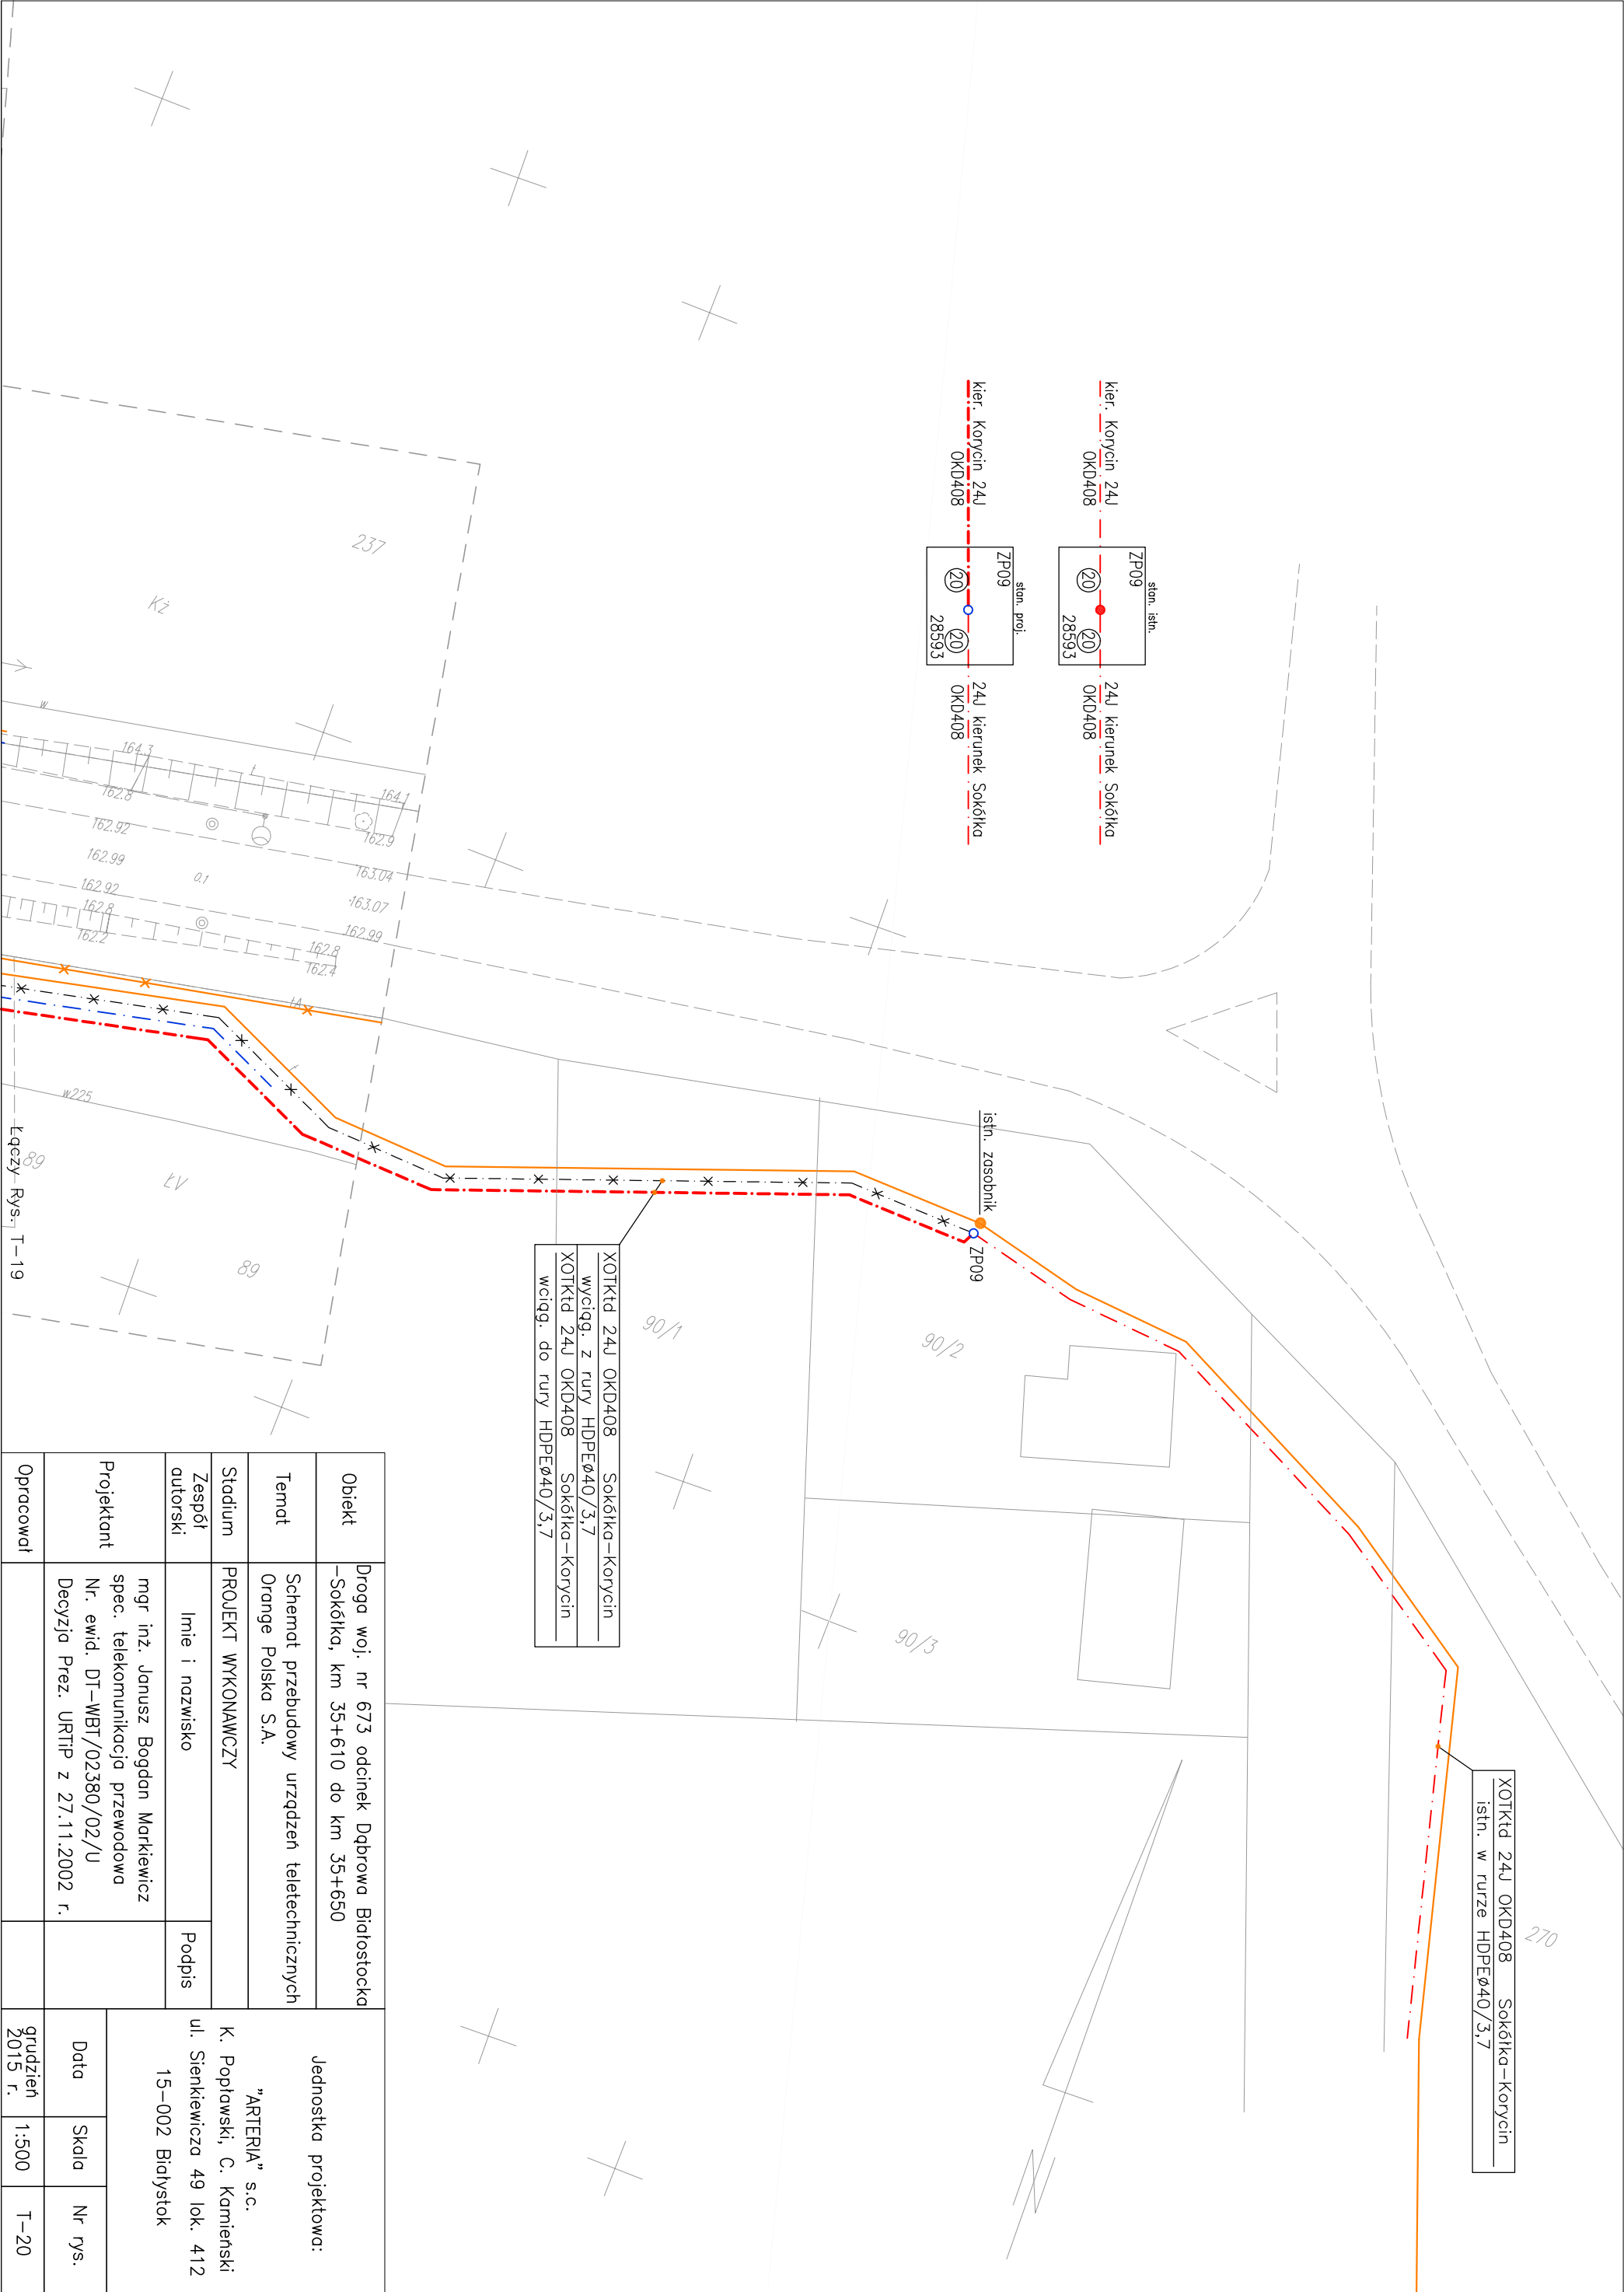 XOTKtd 24J OKD408 Sokółka-Korycin
istn. w rurze HDPEø40/3,7
270
stan. istn.
ZP09
kier. Korycin 24J
OKD408
20
20
28593
24J kierunek Sokółka
OKD408
stan. proj.
ZP09
kier. Korycin 24J
OKD408
20
20
28593
24J kierunek Sokółka
OKD408
istn. zasobnik
ZP09
90/2
90/3
90/1
XOTKtd 24J OKD408 Sokółka-Korycin
wyciąg. z rury HDPEø40/3,7
XOTKtd 24J OKD408 Sokółka-Korycin
wciąg. do rury HDPEø40/3,7
237
Kż
w
164.3
t
164.1
162.8
162.9
162.92
163.04
162.99
0.1
163.07
162.92
162.99
162.8
162.8
162.2
162.4
tA
t
w225
89
ŁV
89
Łączy Rys. T-19
Obiekt
Droga woj. nr 673 odcinek Dąbrowa Białostocka
-Sokółka, km 35+610 do km 35+650
Temat
Schemat przebudowy urządzeń teletechnicznych
Orange Polska S.A.
Stadium
PROJEKT WYKONAWCZY
Zespół
autorski
Imie i nazwisko
Podpis
Projektant
mgr inż. Janusz Bogdan Markiewicz
spec. telekomunikacja przewodowa
Nr. ewid. DT-WBT/02380/02/U
Decyzja Prez. URTiP z 27.11.2002 r.
Opracował
Jednostka projektowa:
"ARTERIA" s.c.
K. Popławski, C. Kamieński
ul. Sienkiewicza 49 lok. 412
15-002 Białystok
Data
Skala
Nr rys.
grudzień
2015 r.
1:500
T-20